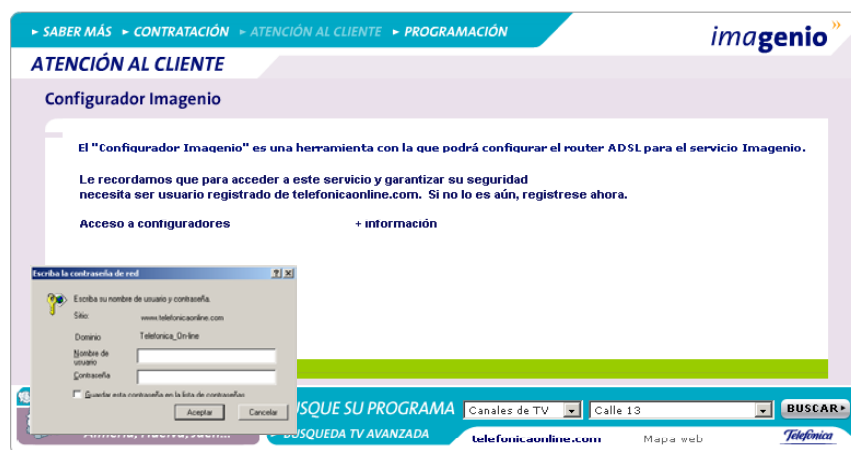 SABER MÁS CONTRATACIÓN ATENCIÓN AL CLIENTE PROGRAMACIÓN
imagenio
ATENCIÓN AL CLIENTE
Configurador Imagenio
El "Configurador Imagenio" es una herramienta con la que podrá configurar el router ADSL para el servicio Imagenio.
Le recordamos que para acceder a este servicio y garantizar su seguridad
necesita ser usuario registrado de telefonicaonline.com. Si no lo es aún, registrese ahora.
Acceso a configuradores + información
Escriba la contraseña de red
Escriba su nombre de usuario y contraseña.
Sitio: www.telefonicaonline.com
Dominio Telefonica_On-line
Nombre de
usuario
Contraseña
Guardar esta contraseña en la lista de contraseñas
Aceptar Cancelar
SU PROGRAMA Canales de TV Calle 13 BUSCAR
BUSQUEDA TV AVANZADA
telefonicaonline.com Mapa web Telefónica